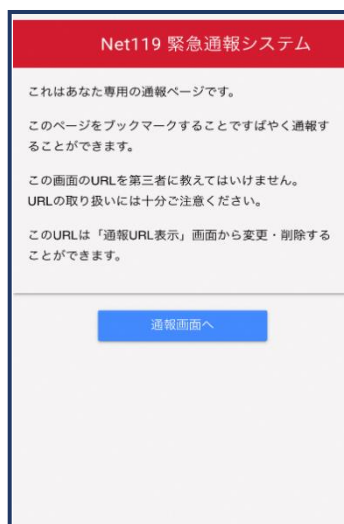 Net119 緊急通報システム
これはあなた専用の通報ページです。
このページをブックマークすることですばやく通報す
ることができます。
この画面のURLを第三者に教えてはいけません。
URLの取り扱いには十分ご注意ください。
このURLは「通報URL表示」画面から変更・削除する
ことができます。
通報画面へ